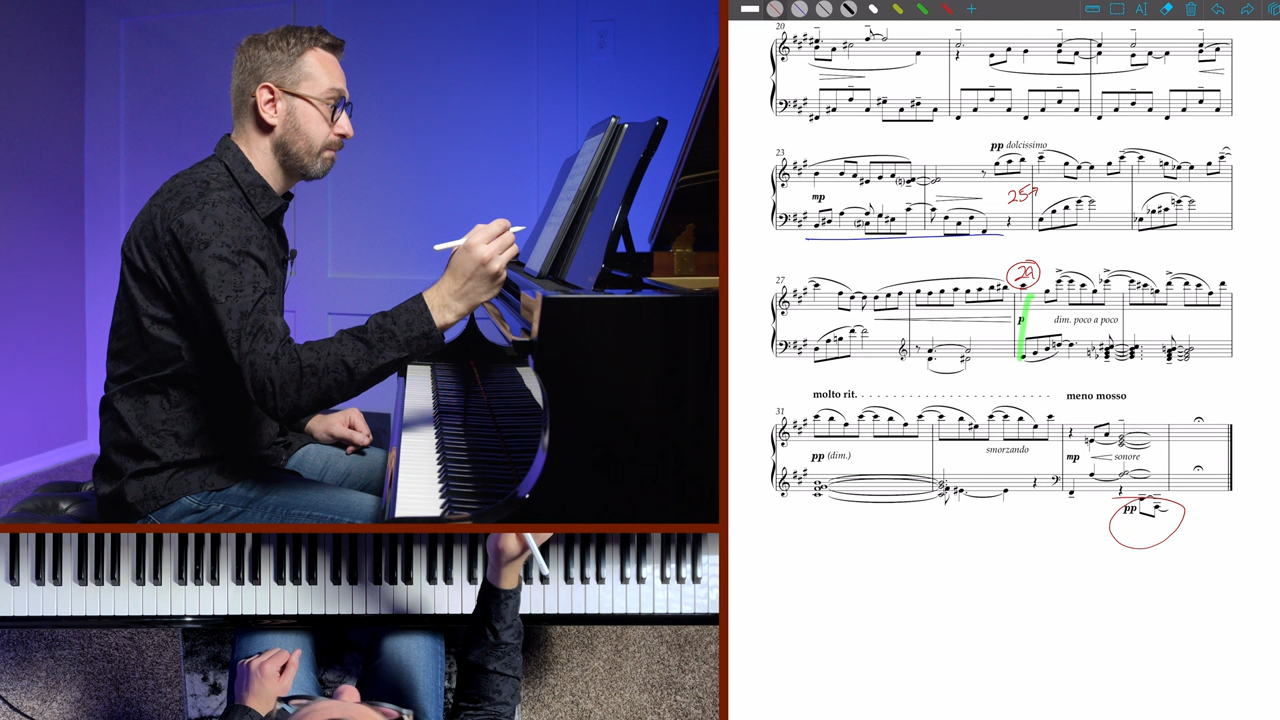 AI
20
23
pp dolcissimo
mp
25
27
29
p
dim. poco a poco
molto rit.
meno mosso
31
pp (dim.)
smorzando
mp
sonore
pp